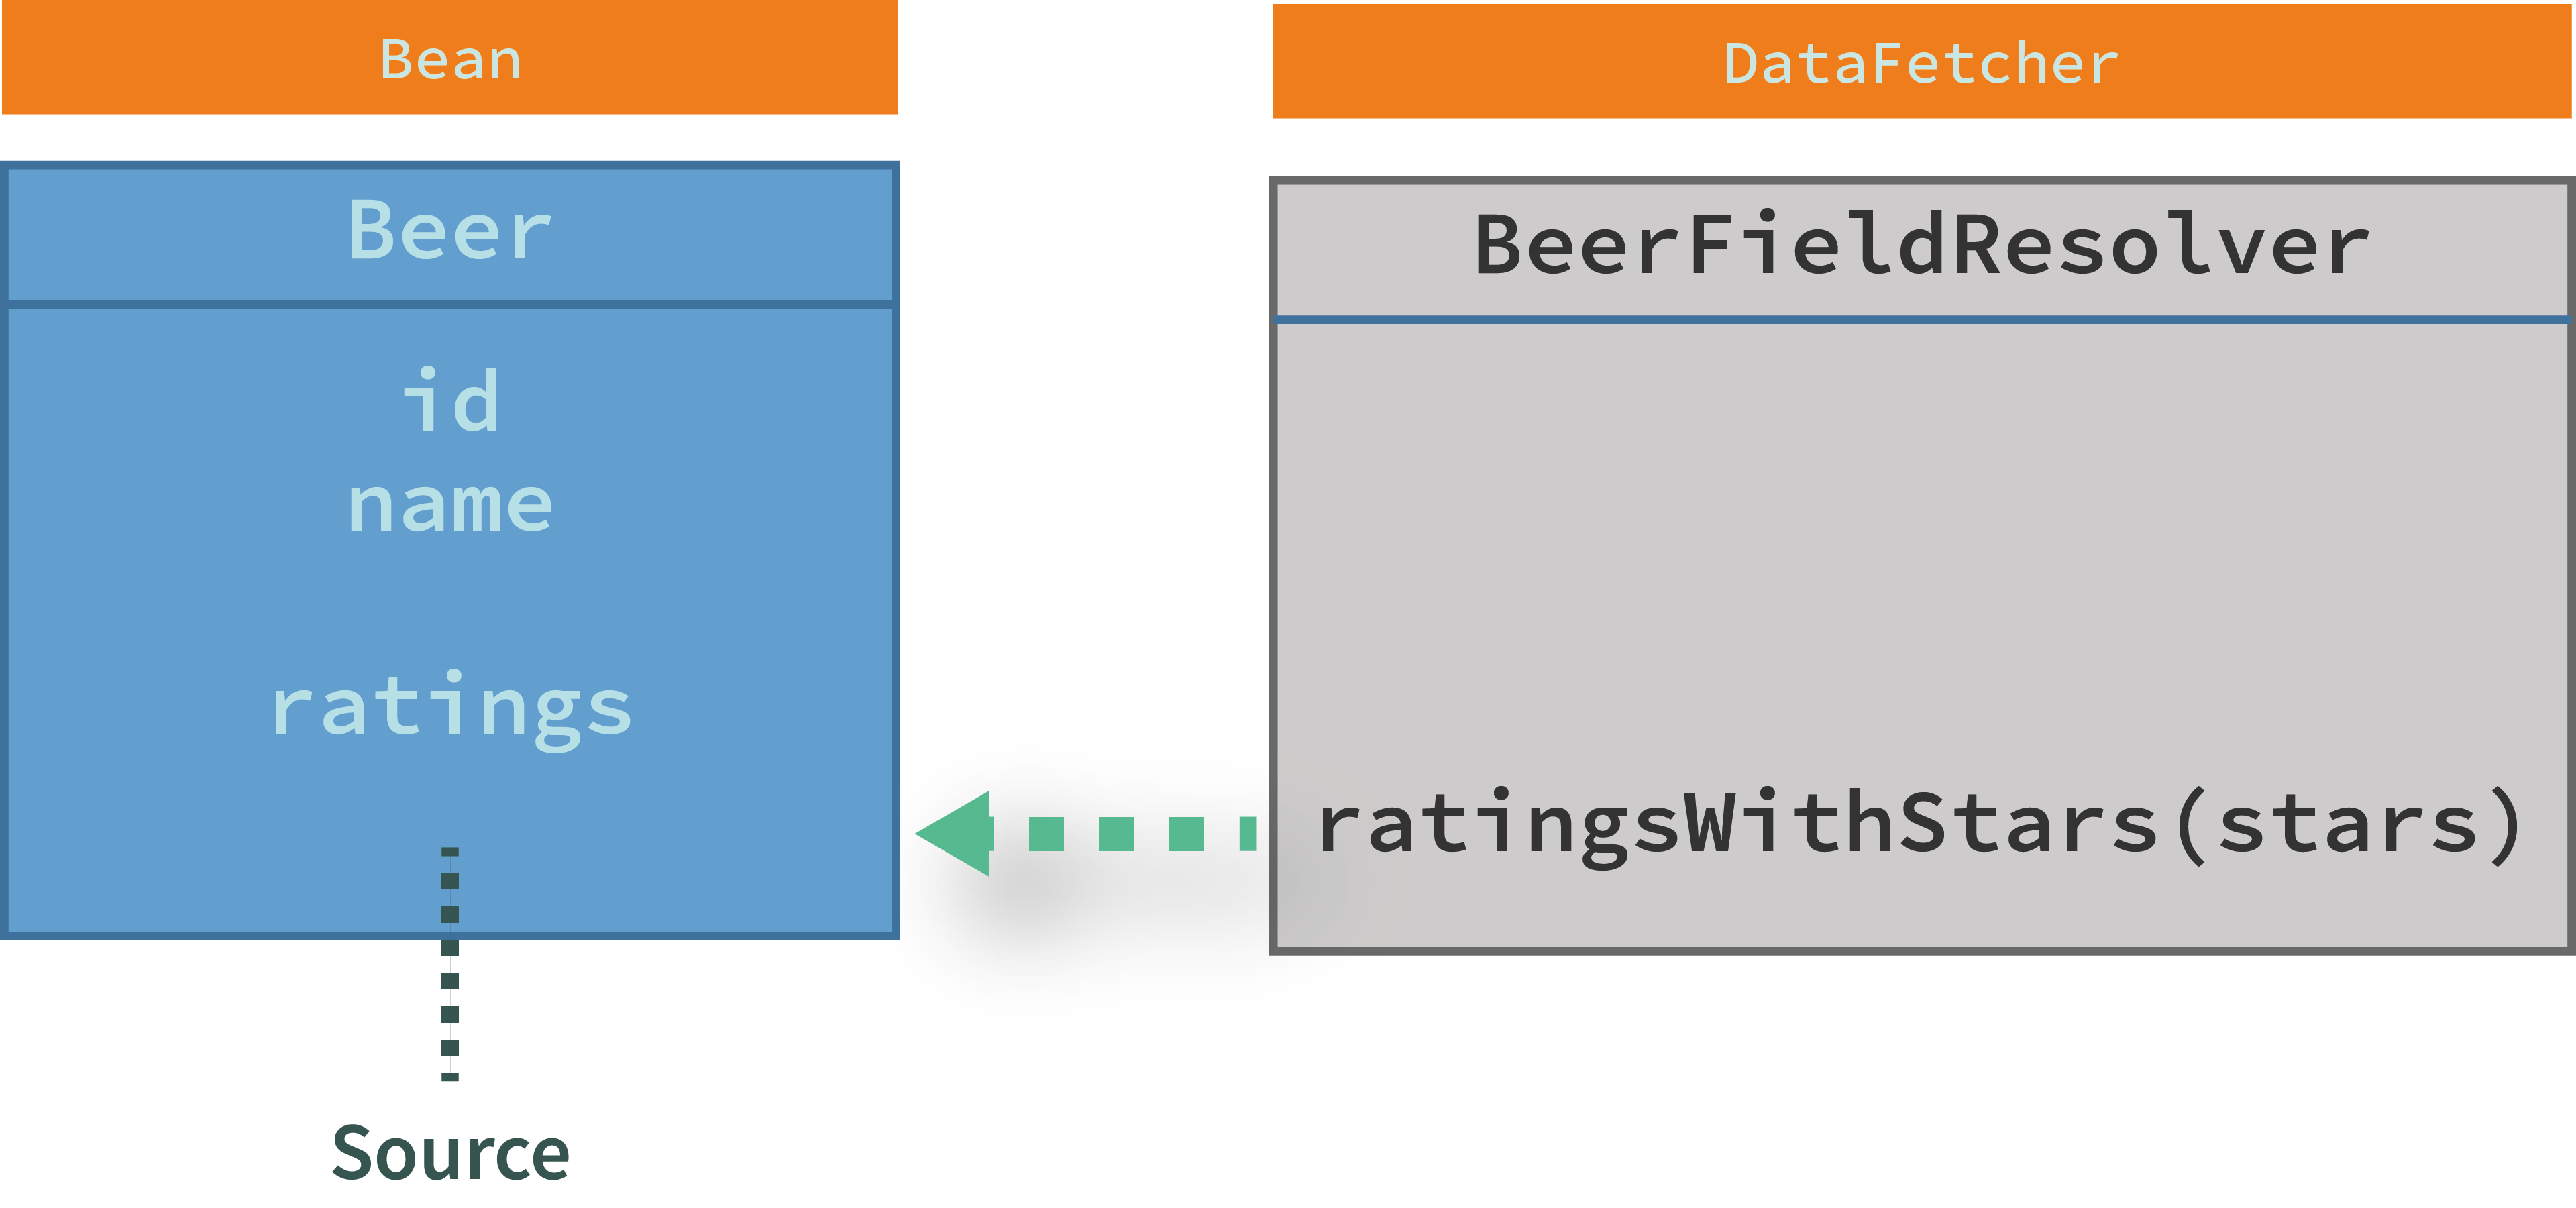 Bean
Beer
id
name
ratings
Source
DataFetcher
BeerFieldResolver
ratingsWithStars(stars)